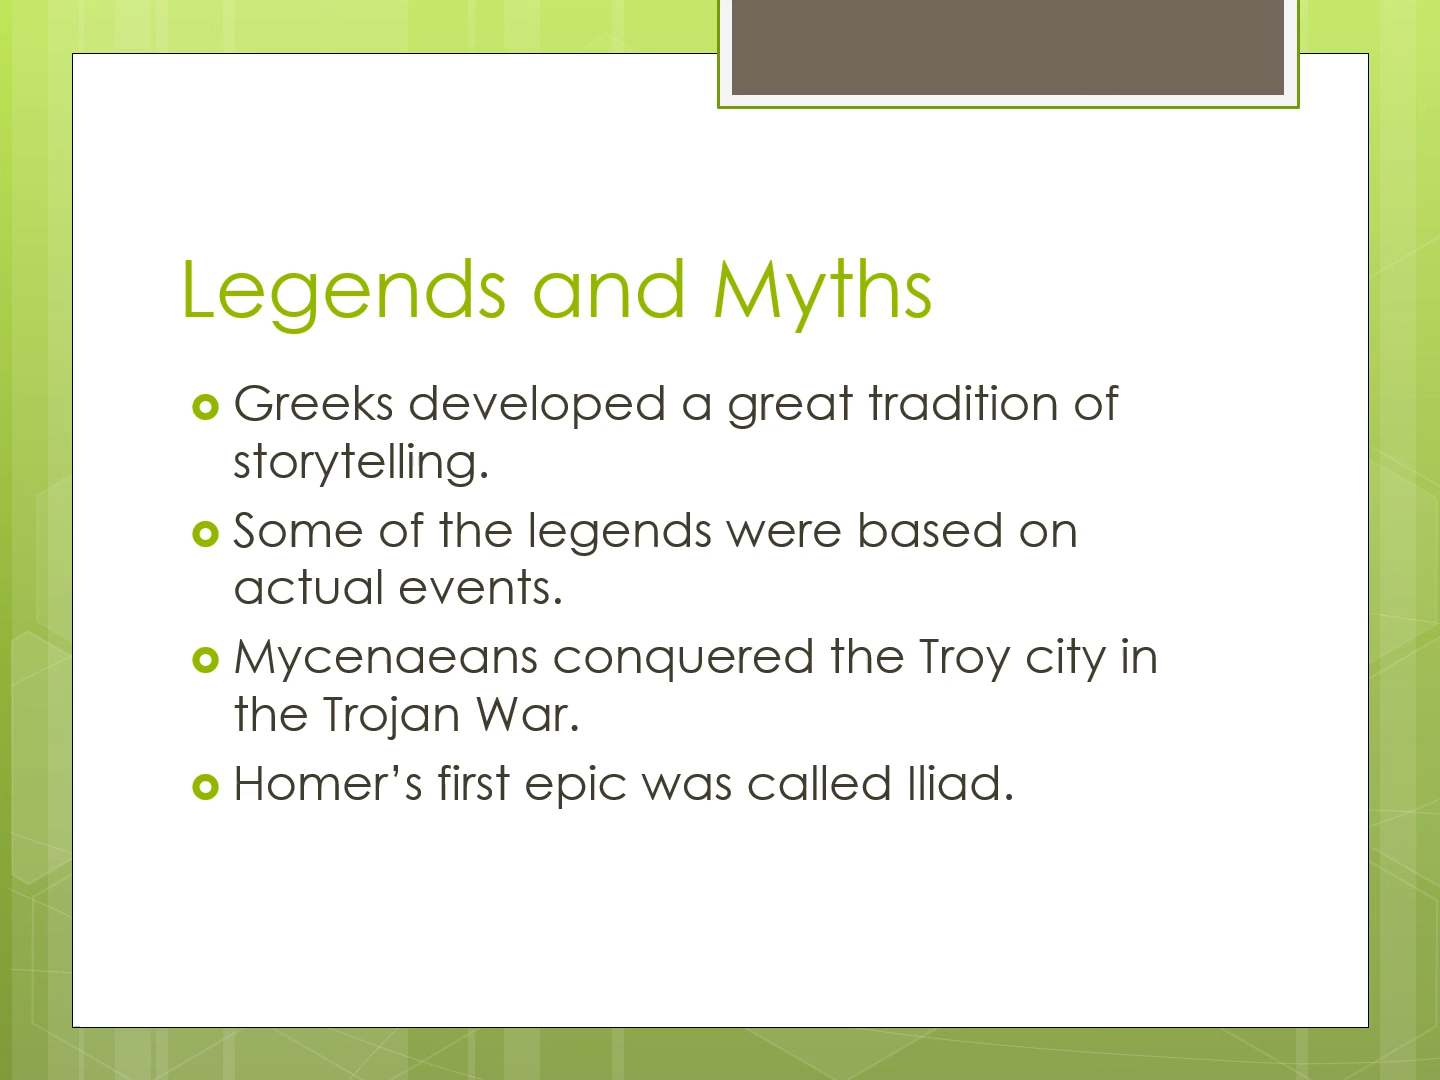 Legends and Myths
Greeks developed a great tradition of
storytelling.
Some of the legends were based on
actual events.
Mycenaeans conquered the Troy city in
the Trojan War.
Homer’s first epic was called Iliad.